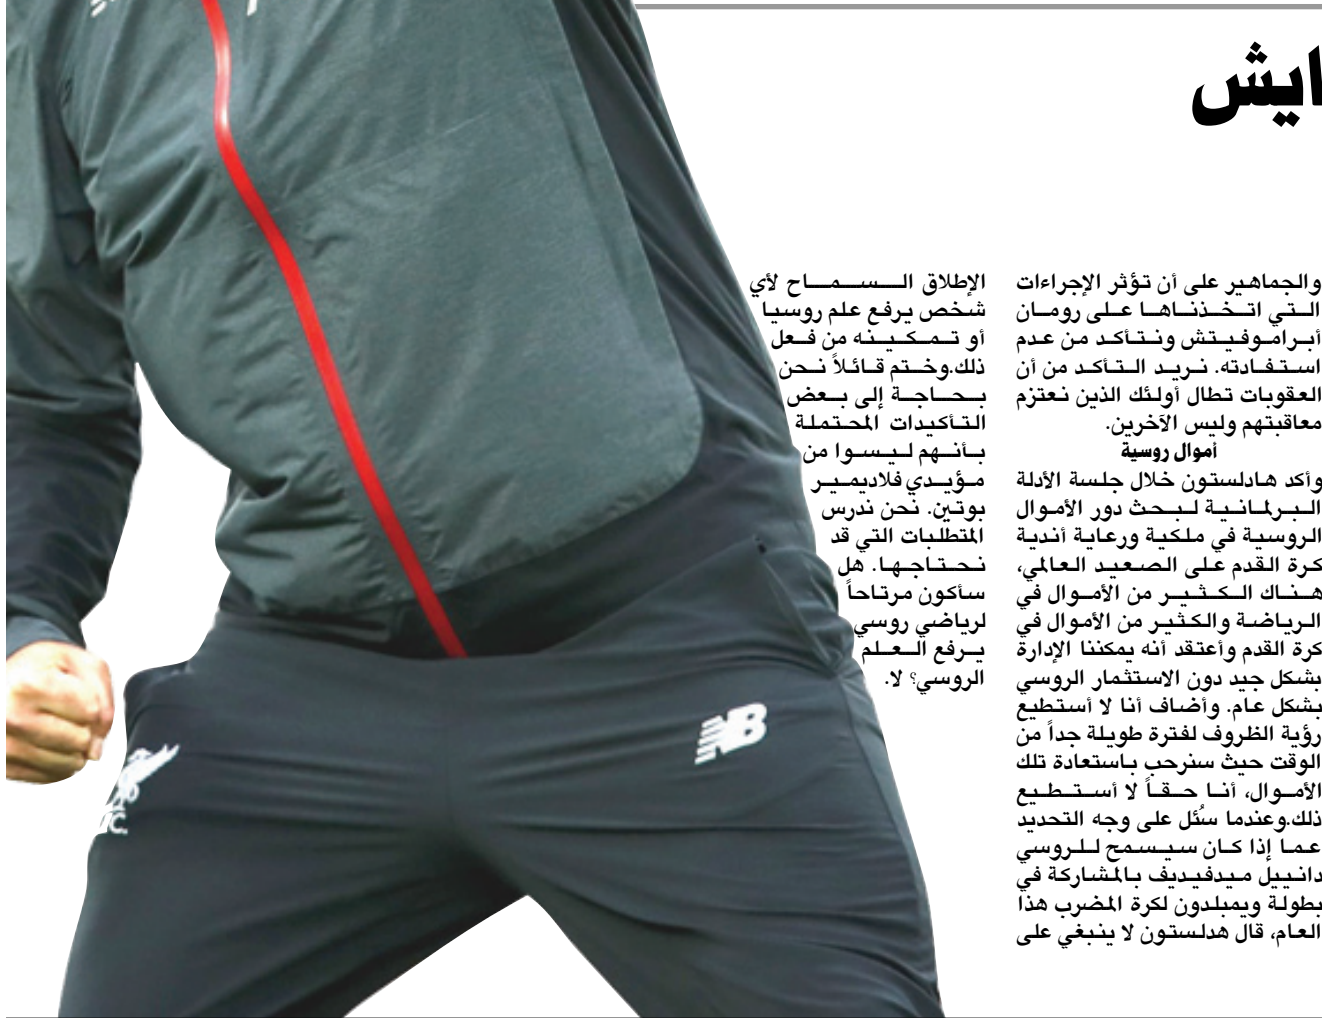 ايش
والجماهير على أن تؤثر الإجراءات
التي اتخذناها على رومان
أبراموفيتش ونتأكد من عدم
استفادته. نريد التأكد من أن
العقوبات تطال أولئك الذين نعتزم
معاقبتهم وليس الآخرين.
أموال روسية
وأكد هادلستون خلال جلسة الأدلة
البرلمانية لبحث دور الأموال
الروسية في ملكية ورعاية أندية
كرة القدم على الصعيد العالمي،
هناك الكثير من الأموال في
الرياضة والكثير من الأموال في
كرة القدم وأعتقد أنه يمكننا الإدارة
بشكل جيد دون الاستثمار الروسي
بشكل عام. وأضاف أنا لا أستطيع
رؤية الظروف لفترة طويلة جداً من
الوقت حيث سنرحب باستعادة تلك
الأموال، أنا حقاً لا أستطيع
ذلك.وعندما سُئل على وجه التحديد
عما إذا كان سيسمح للروسي
دانييل ميدفيديف بالمشاركة في
بطولة ويمبلدون لكرة المضرب هذا
العام، قال هدلستون لا ينبغي على
الإطلاق السماح لأي
شخص يرفع علم روسيا
أو تمكينه من فعل
ذلك.وختم قائلاً نحن
بحاجة إلى بعض
التأكيدات المحتملة
بأنهم ليسوا من
مؤيدي فلاديمير
بوتين. نحن ندرس
المتطلبات التي قد
نحتاجها. هل
سأكون مرتاحاً
لرياضي روسي
يرفع العلم
الروسي؟ لا.
NB